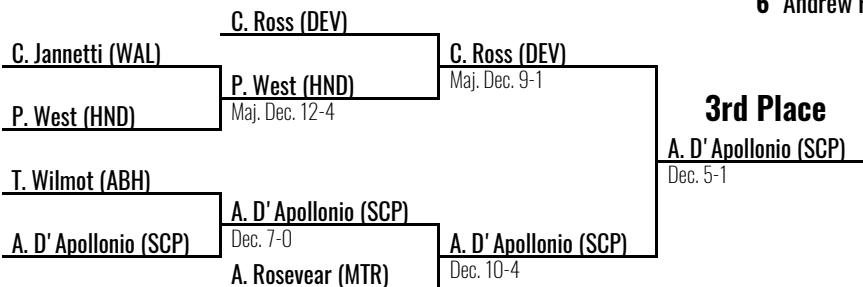 6 Andrew
C. Ross (DEV)
C. Jannetti (WAL)
C. Ross (DEV)
P. West (HND)
Maj. Dec. 9-1
Maj. Dec. 12-4
P. West (HND)
3rd Place
A. D'Apollonio (SCP)
Dec. 5-1
T. Wilmot (ABH)
A. D'Apollonio (SCP)
Dec. 7-0
A. D'Apollonio (SCP)
A. D'Apollonio (SCP)
Dec. 10-4
A. Rosevear (MTR)